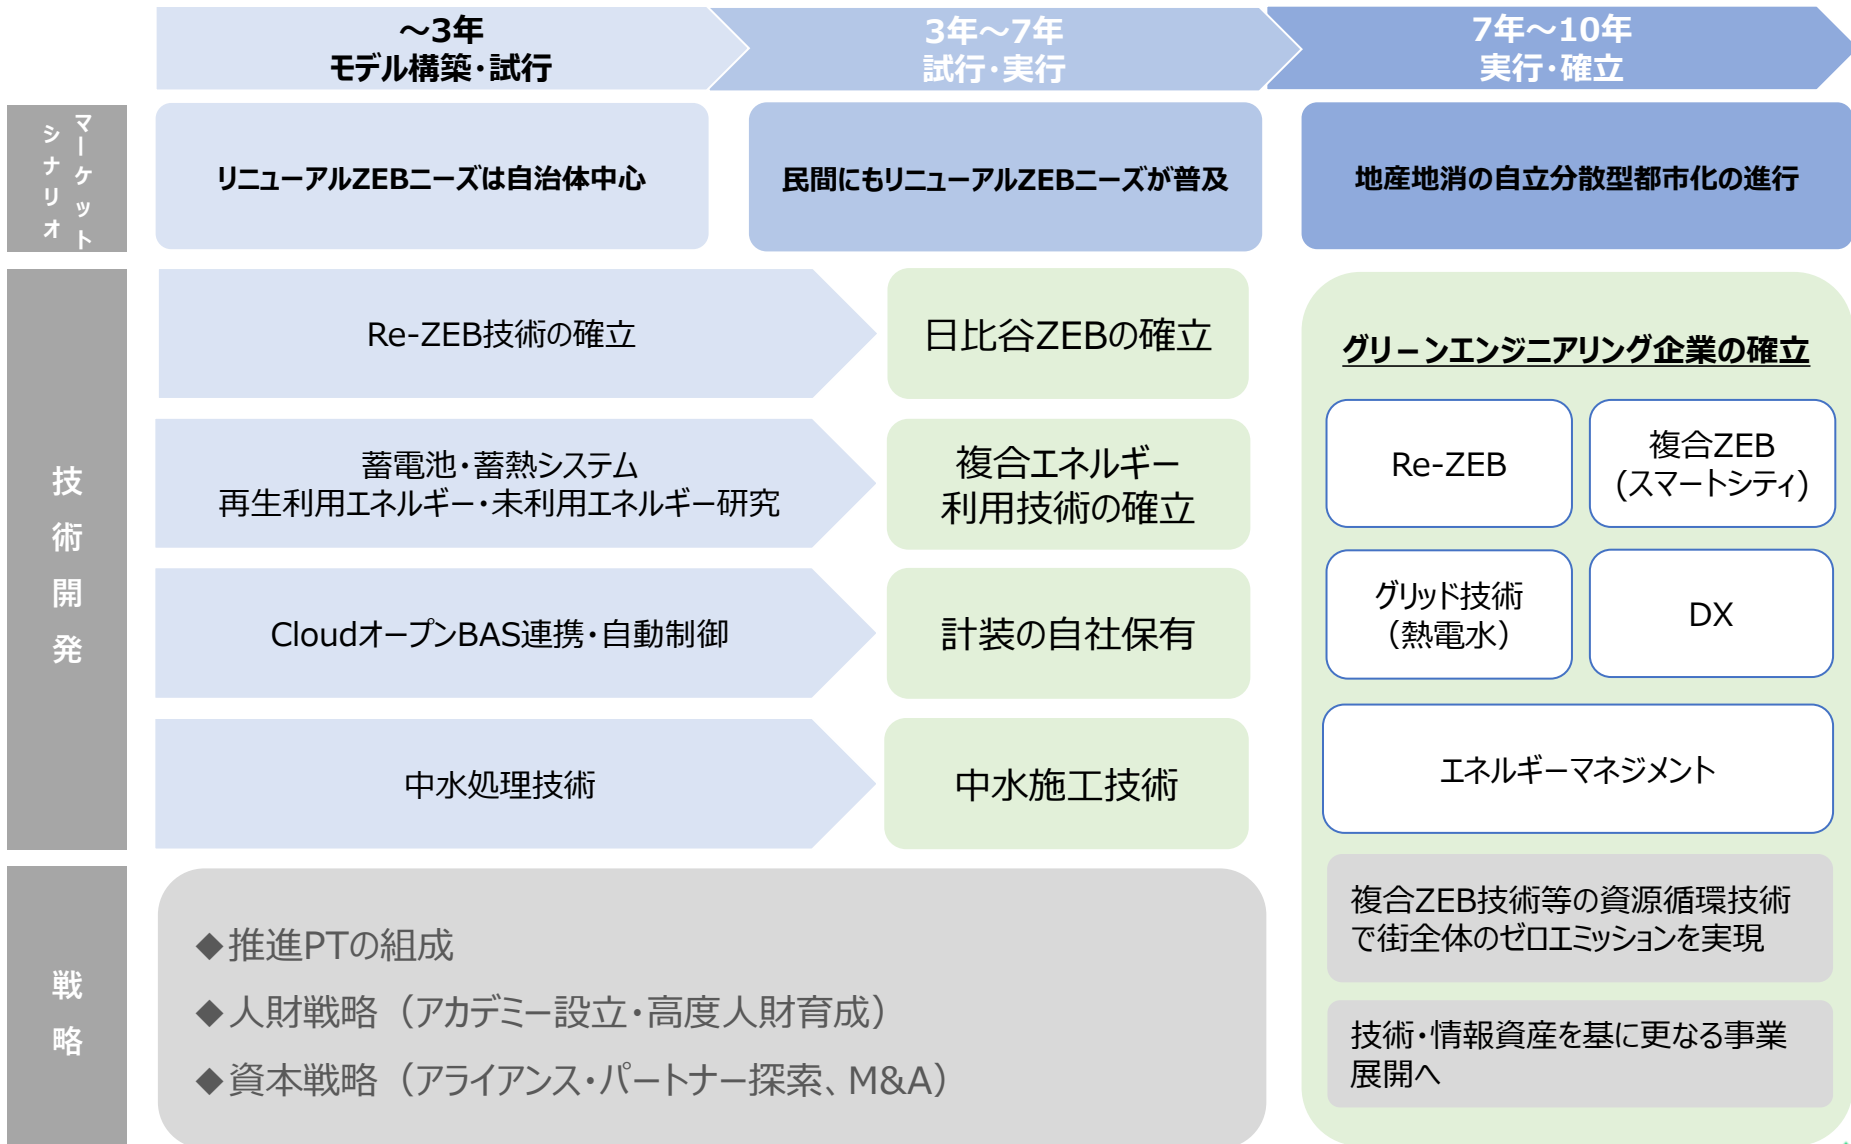 ～3年
モデル構築・試行
3年～7年
試行・実行
7年～10年
実行・確立
マーケット
シナリオ
リニューアルZEBニーズは自治体中心
民間にもリニューアルZEBニーズが普及
地産地消の自立分散型都市化の進行
技術開発
Re-ZEB技術の確立
日比谷ZEBの確立
蓄電池・蓄熱システム
再生利用エネルギー・未利用エネルギー研究
複合エネルギー
利用技術の確立
CloudオープンBAS連携・自動制御
計装の自社保有
中水処理技術
中水施工技術
グリーンエンジニアリング企業の確立
Re-ZEB
複合ZEB
(スマートシティ)
グリッド技術
（熱電水）
DX
エネルギーマネジメント
戦略
◆推進PTの組成
◆人財戦略（アカデミー設立・高度人財育成）
◆資本戦略（アライアンス・パートナー探索、M&A）
複合ZEB技術等の資源循環技術
で街全体のゼロエミッションを実現
技術・情報資産を基に更なる事業
展開へ